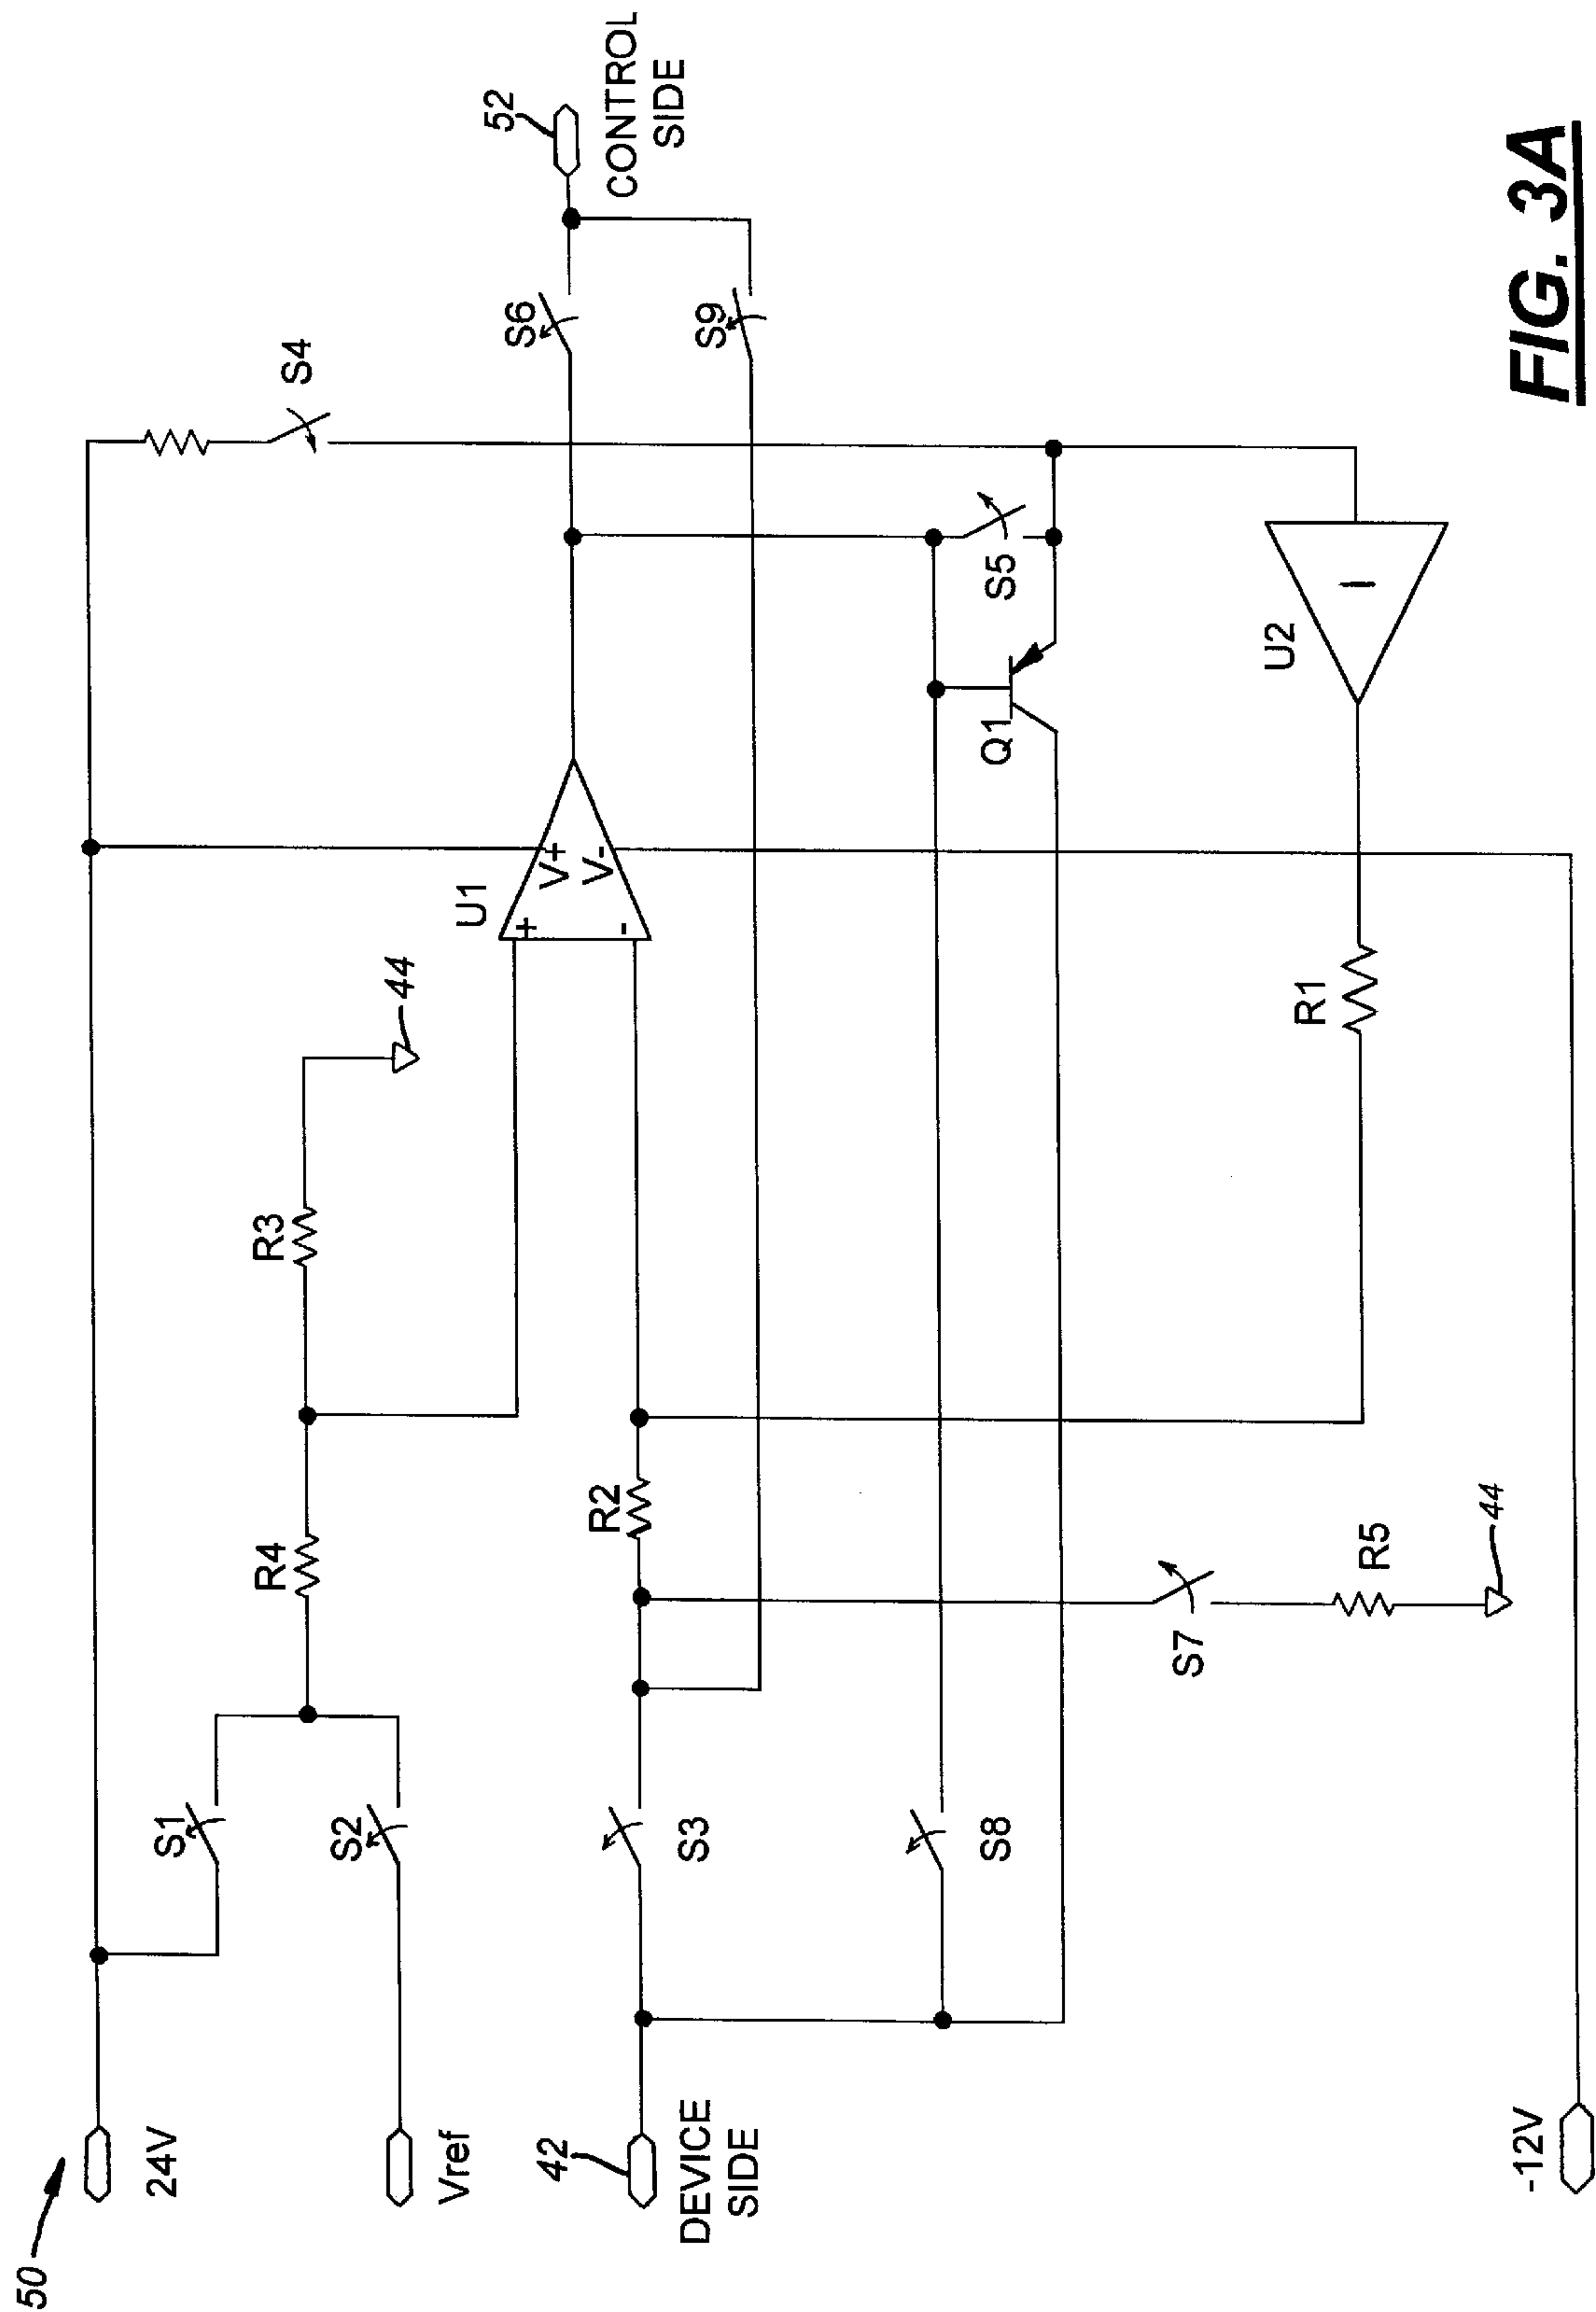 50
24V
Vref
42
DEVICE
SIDE
-12V
S1
S2
S3
S8
R4
R3
44
R2
S7
R5
44
U1
+
-
V+
V-
Q1
S5
R1
U2
S4
S6
S9
52
CONTROL
SIDE
FIG. 3A